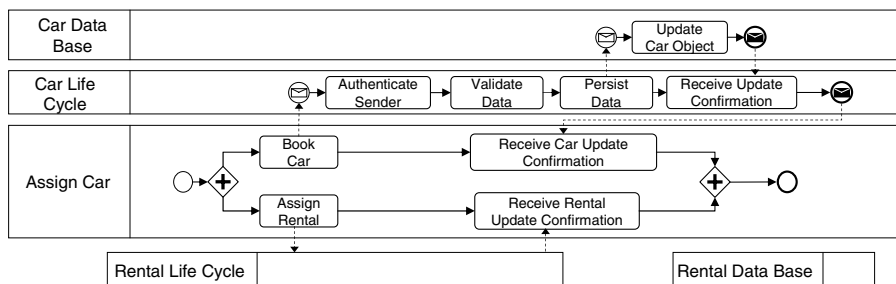 Car Data
Base
Update
Car Object
Car Life
Cycle
Authenticate
Sender
Validate
Data
Persist
Data
Receive Update
Confirmation
Assign Car
Book
Car
Receive Car Update
Confirmation
Assign
Rental
Receive Rental
Update Confirmation
Rental Life Cycle
Rental Data Base